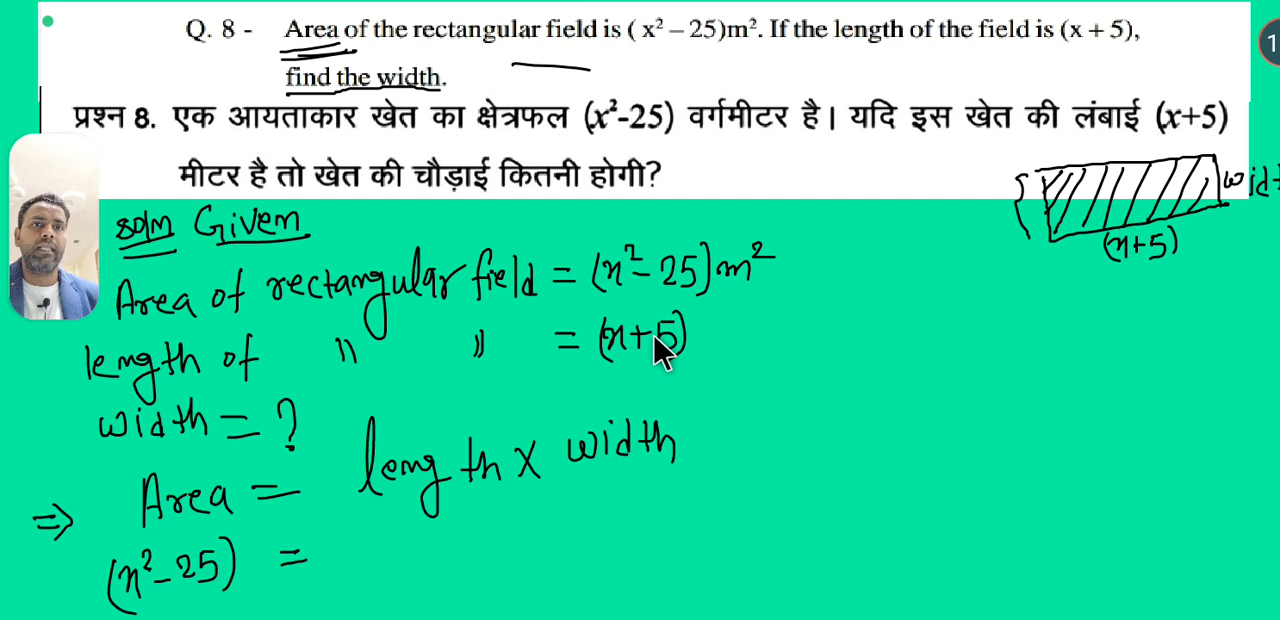 Q. 8 - Area of the rectangular field is ( x² – 25)m². If the length of the field is (x + 5),
find the width.
प्रश्न 8. एक आयताकार खेत का क्षेत्रफल (x²-25) वर्गमीटर है। यदि इस खेत की लंबाई (x+5)
मीटर है तो खेत की चौड़ाई कितनी होगी?
1
widt
(x+5)
Soln Given
Area of rectangular field = (x² - 25)m²
length of " " = (x+5)
width = ?
⇒ Area = length × width
(x² - 25) =